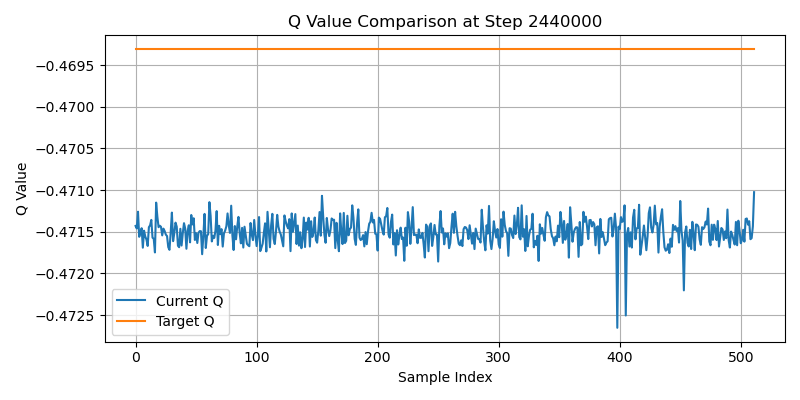 Q Value Comparison at Step 2440000
Q Value
−0.4695
−0.4700
−0.4705
−0.4710
−0.4715
−0.4720
−0.4725
Current Q
Target Q
0 100 200 300 400 500
Sample Index